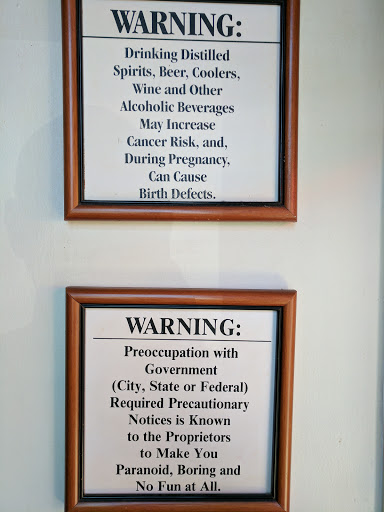 WARNING:
Drinking Distilled
Spirits, Beer, Coolers,
Wine and Other
Alcoholic Beverages
May Increase
Cancer Risk, and,
During Pregnancy,
Can Cause
Birth Defects.
WARNING:
Preoccupation with
Government
(City, State or Federal)
Required Precautionary
Notices is Known
to the Proprietors
to Make You
Paranoid, Boring and
No Fun at All.